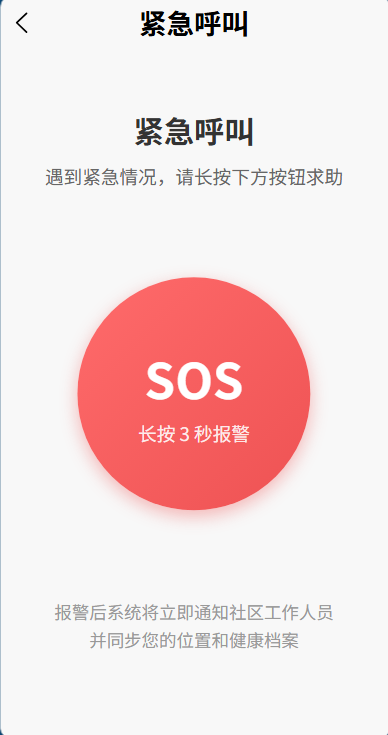 紧急呼叫
紧急呼叫
遇到紧急情况，请长按下方按钮求助
SOS
长按 3 秒报警
报警后系统将立即通知社区工作人员
并同步您的位置和健康档案